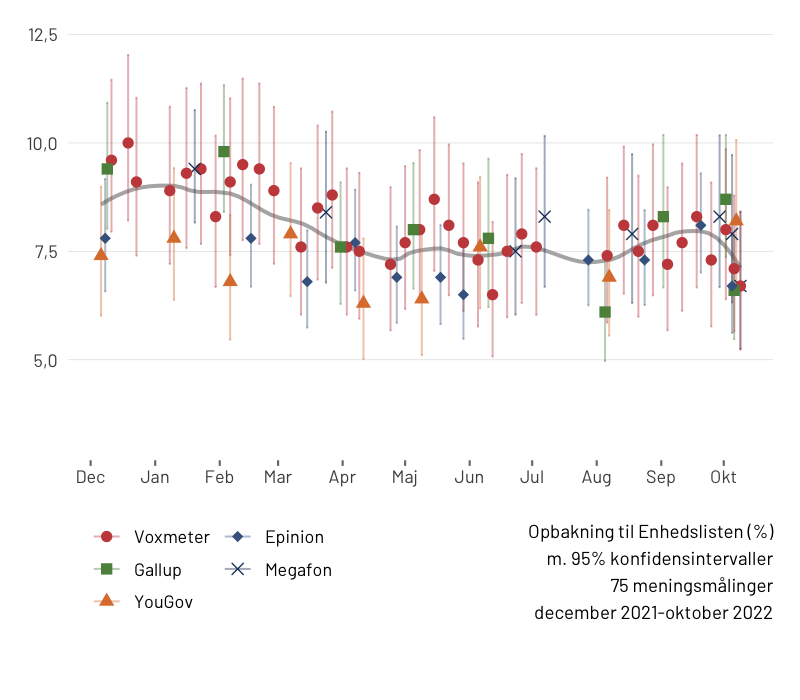 12,5
10,0
7,5
5,0
Dec Jan Feb Mar Apr Maj Jun Jul Aug Sep Okt
Voxmeter
Epinion
Gallup
Megafon
YouGov
Opbakning til Enhedslisten (%)
m. 95% konfidensintervaller
75 meningsmålinger
december 2021-oktober 2022